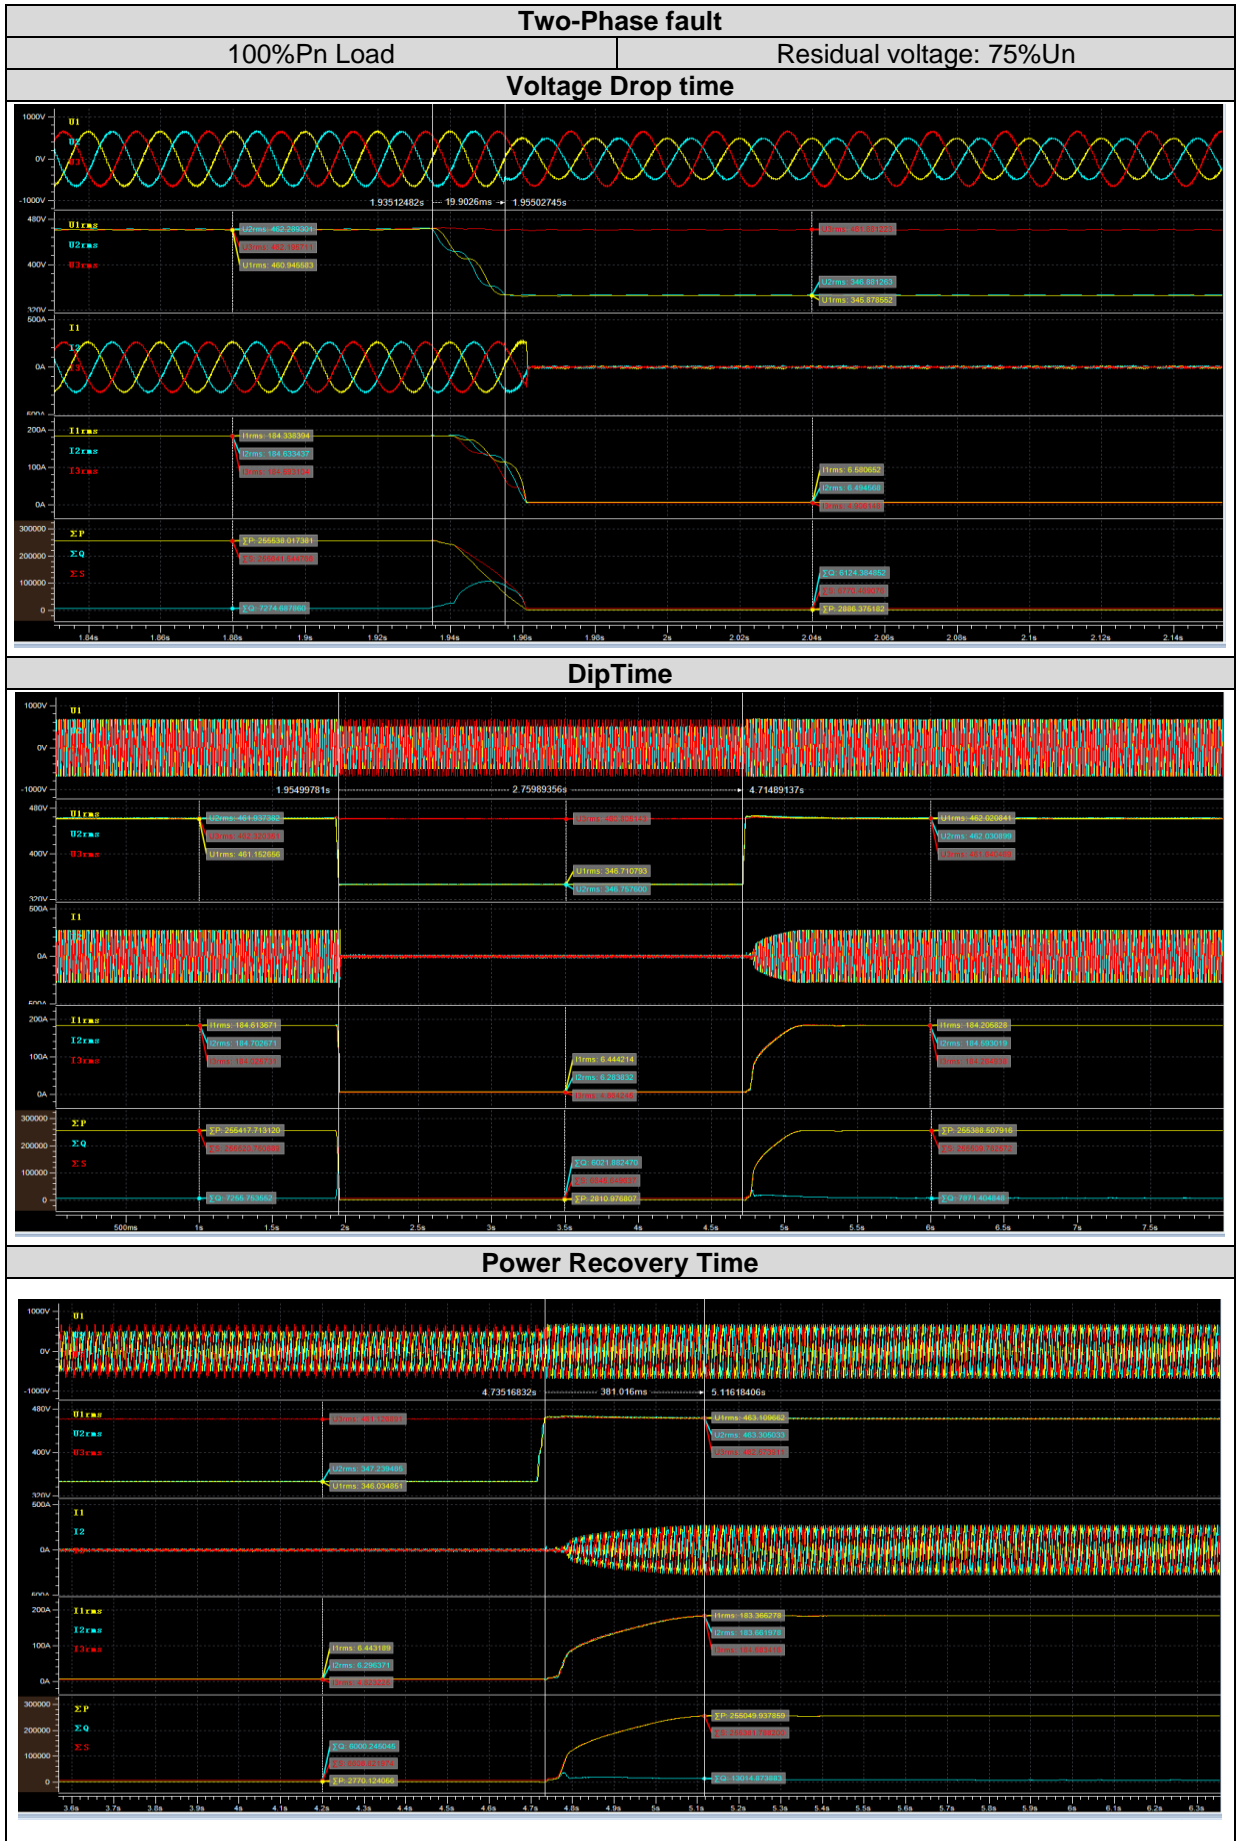 Two-Phase fault
100%Pn Load Residual voltage: 75%Un
Voltage Drop time
1000V
U1
0V
-1000V
1.93512482s 19.9026ms 1.95502745s
480V
U1rms
U2rms
U3rms
400V
320V
U2rms: 462.299301
U1rms: 460.945583
U2rms: 346.881263
U1rms: 345.878552
500A
I1
0A
200A
I1rms
I2rms
I3rms
100A
0A
I1rms: 184.338394
I2rms: 184.633437
I1rms: 6.580652
I2rms: 6.494568
300000
ΣP
ΣQ
ΣS
200000
100000
0
ΣP: 255638.017381
ΣQ: 7274.687860
ΣQ: 6124.384852
ΣP: 2886.375182
1.84s 1.86s 1.88s 1.9s 1.92s 1.94s 1.96s 1.98s 2s 2.02s 2.04s 2.06s 2.08s 2.1s 2.12s 2.14s
DipTime
1000V
U1
0V
-1000V
1.95499781s 2.75989356s 4.71489137s
480V
U1rms
U2rms
U3rms
400V
320V
U2rms: 461.937382
U1rms: 461.152656
U1rms: 346.710793
U2rms: 346.767600
U1rms: 462.020841
U2rms: 462.030899
500A
I1
0A
200A
I1rms
I2rms
I3rms
100A
0A
I1rms: 184.613671
I2rms: 184.702671
I1rms: 6.444214
I2rms: 6.283832
I1rms: 184.206828
I2rms: 184.593019
300000
ΣP
ΣQ
ΣS
200000
100000
0
ΣP: 255417.713120
ΣQ: 7255.753552
ΣQ: 6021.882470
ΣP: 2810.976807
ΣP: 255388.507916
ΣQ: 7871.404848
500ms 1s 1.5s 2s 2.5s 3s 3.5s 4s 4.5s 5s 5.5s 6s 6.5s 7s 7.5s
Power Recovery Time
1000V
U1
0V
-1000V
4.73516832s 381.016ms 5.11618406s
480V
U1rms
U2rms
U3rms
400V
320V
U2rms: 347.239486
U1rms: 346.034851
U1rms: 463.109662
U2rms: 463.305033
500A
I1
I2
0A
200A
I1rms
I2rms
I3rms
100A
0A
I1rms: 6.443189
I2rms: 6.296371
I1rms: 183.366278
I2rms: 183.661978
300000
ΣP
ΣQ
ΣS
200000
100000
0
ΣQ: 6000.245045
ΣP: 2770.124066
ΣP: 255049.937859
ΣQ: 13014.873883
3.6s 3.7s 3.8s 3.9s 4s 4.1s 4.2s 4.3s 4.4s 4.5s 4.6s 4.7s 4.8s 4.9s 5s 5.1s 5.2s 5.3s 5.4s 5.5s 5.6s 5.7s 5.8s 5.9s 6s 6.1s 6.2s 6.3s